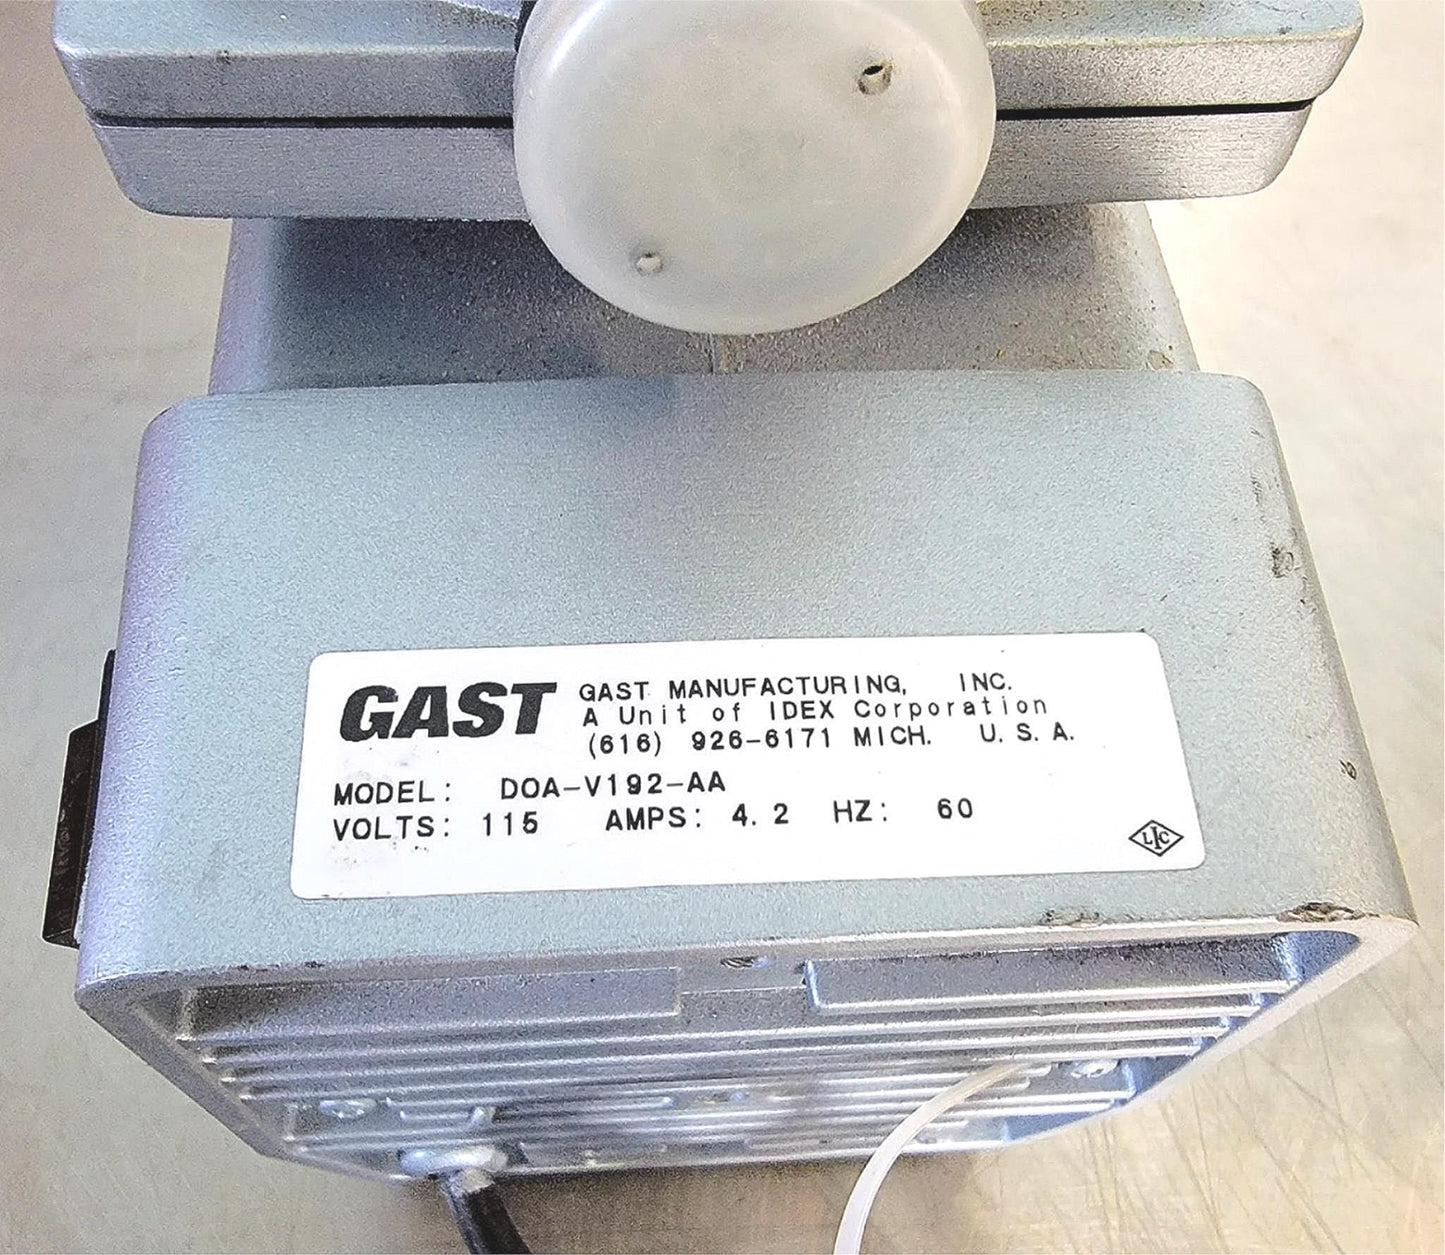 GAST
GAST MANUFACTURING, INC.
A Unit of IDEX Corporation
(616) 926-6171 MICH. U.S.A.
MODEL: DOA-V192-AA
VOLTS: 115 AMPS: 4.2 HZ: 60
LIC